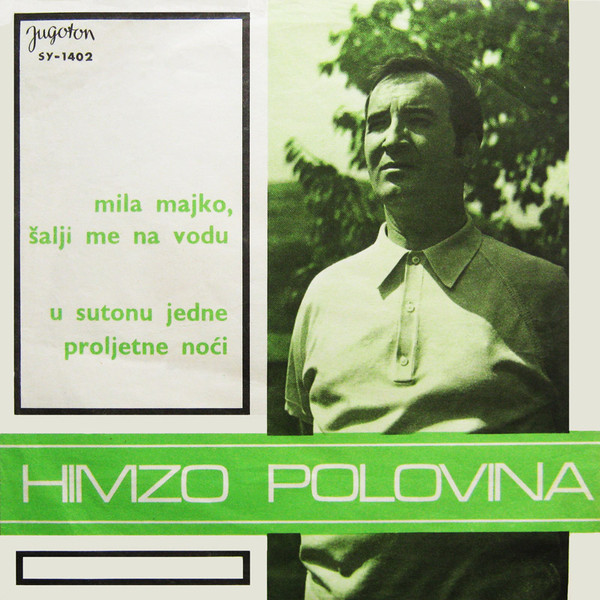 Jugoton
SY-1402
mila majko,
šalji me na vodu
u sutonu jedne
proljetne noći
HIMZO POLOVINA